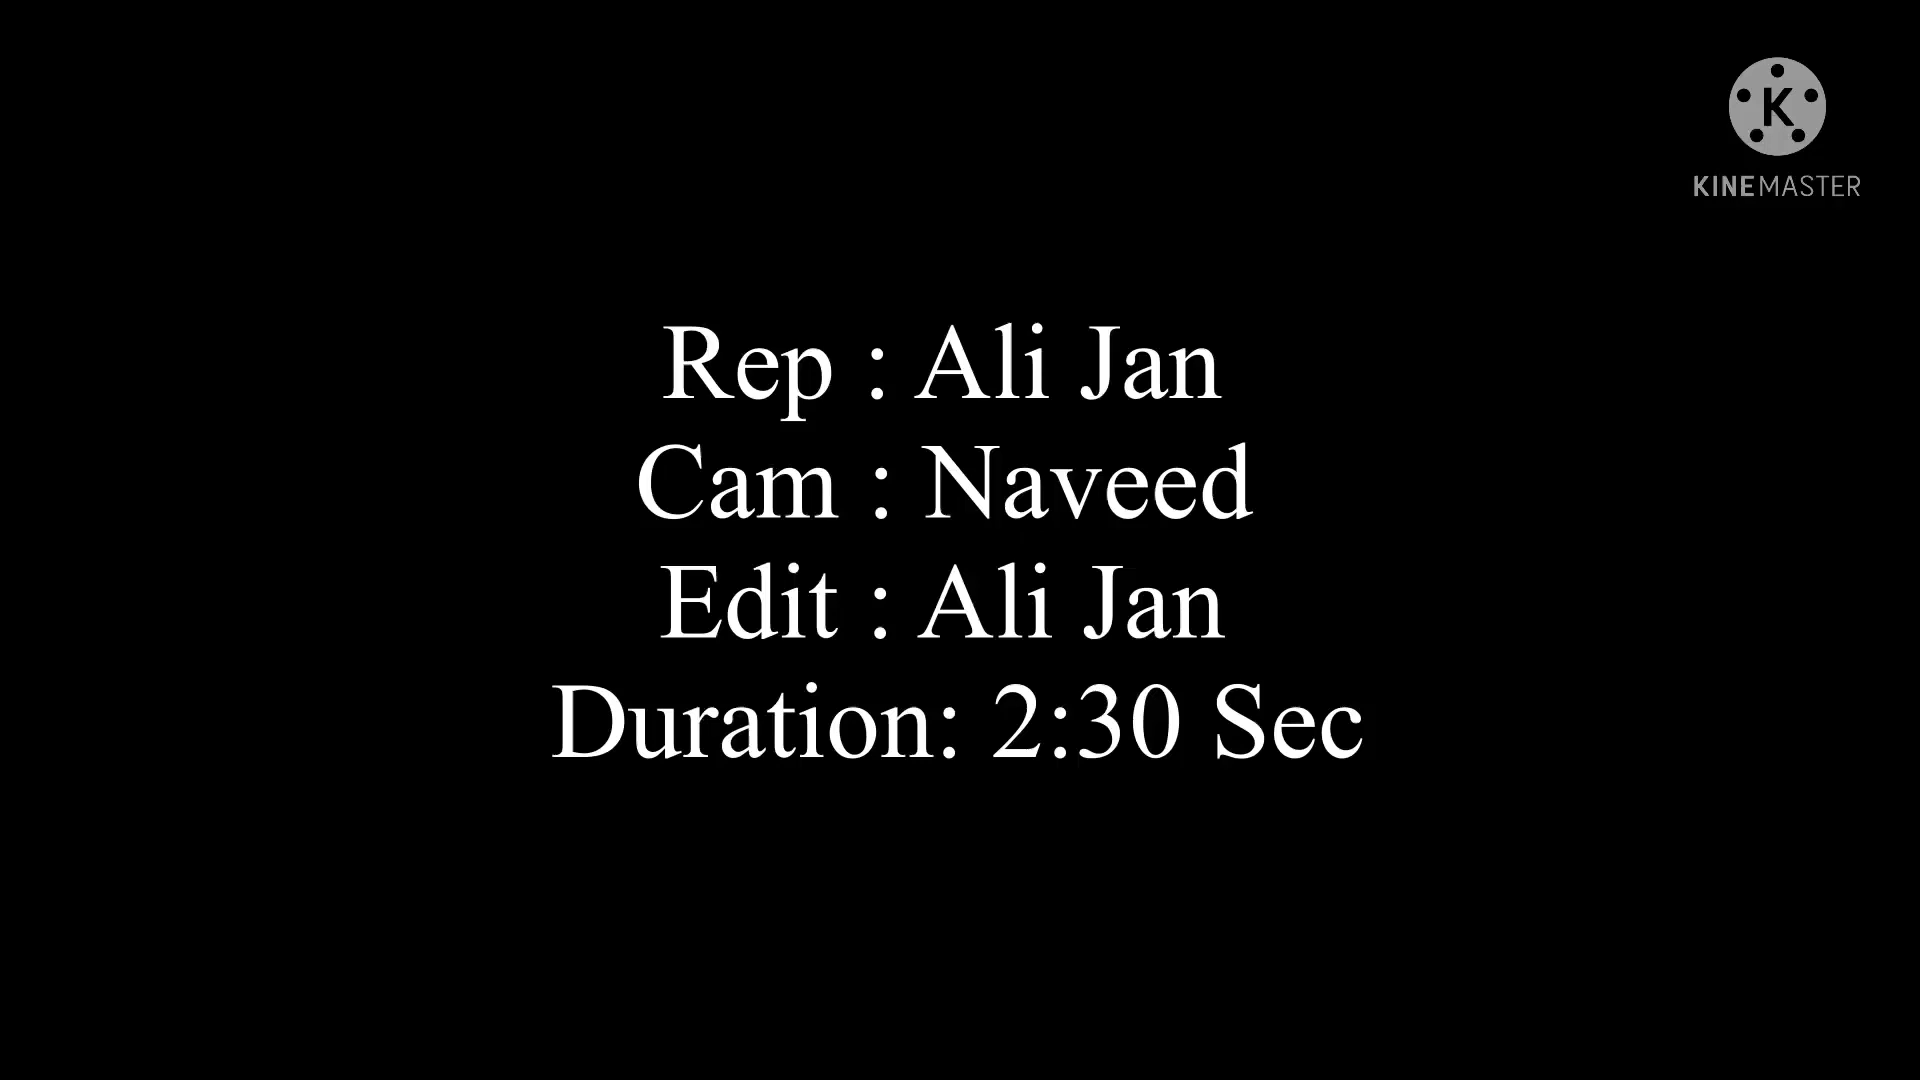 KINEMASTER
Rep : Ali Jan
Cam : Naveed
Edit : Ali Jan
Duration: 2:30 Sec